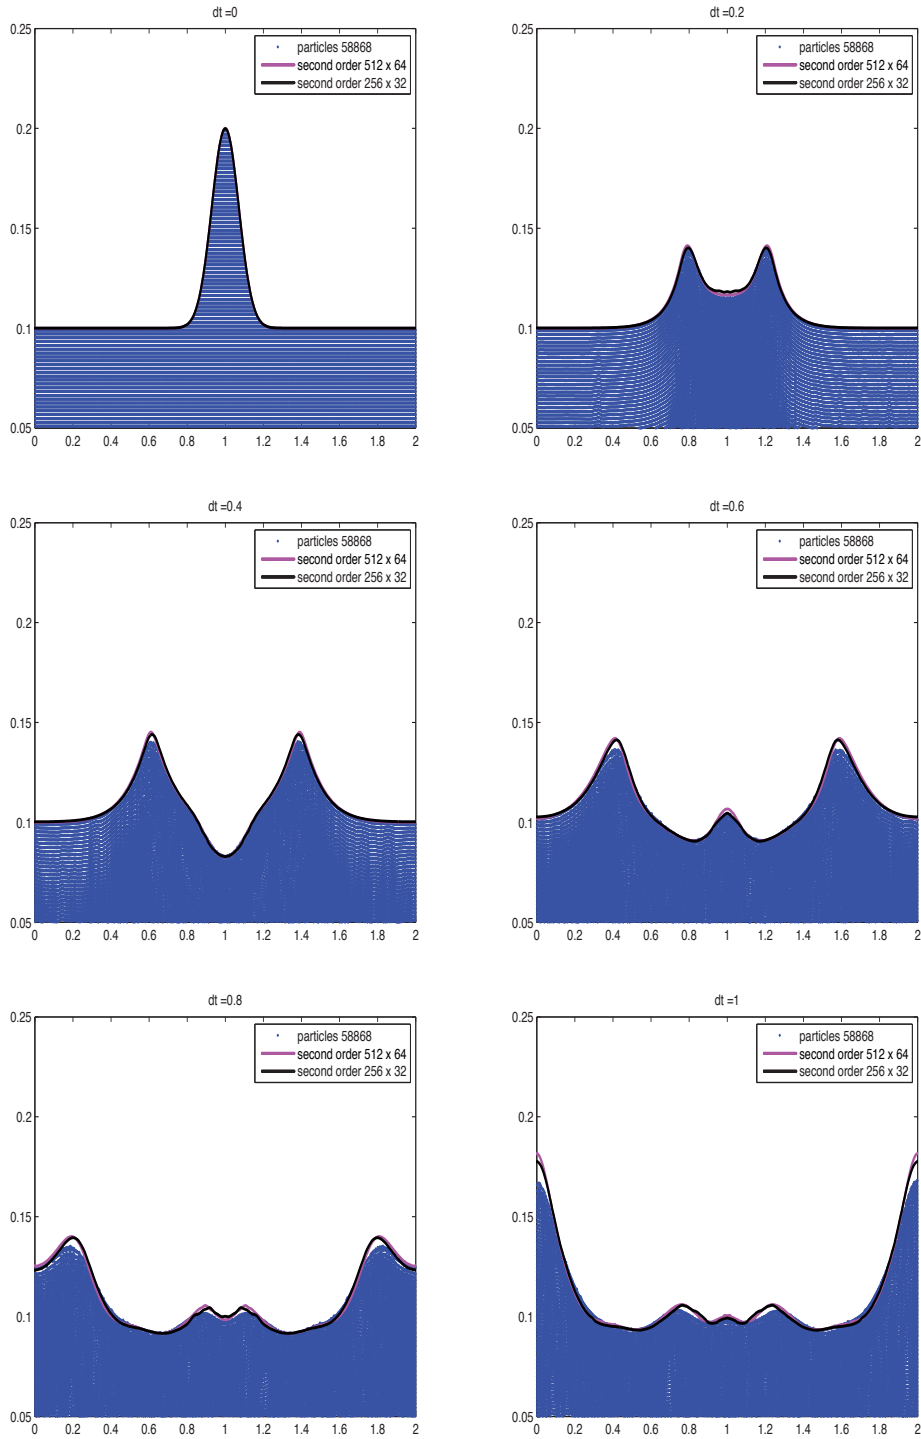 dt =0
0.25
particles 58868
second order 512 x 64
second order 256 x 32
0.2
0.15
0.1
0.05
0 0.2 0.4 0.6 0.8 1 1.2 1.4 1.6 1.8 2
dt =0.2
0.25
particles 58868
second order 512 x 64
second order 256 x 32
0.2
0.15
0.1
0.05
0 0.2 0.4 0.6 0.8 1 1.2 1.4 1.6 1.8 2
dt =0.4
0.25
particles 58868
second order 512 x 64
second order 256 x 32
0.2
0.15
0.1
0.05
0 0.2 0.4 0.6 0.8 1 1.2 1.4 1.6 1.8 2
dt =0.6
0.25
particles 58868
second order 512 x 64
second order 256 x 32
0.2
0.15
0.1
0.05
0 0.2 0.4 0.6 0.8 1 1.2 1.4 1.6 1.8 2
dt =0.8
0.25
particles 58868
second order 512 x 64
second order 256 x 32
0.2
0.15
0.1
0.05
0 0.2 0.4 0.6 0.8 1 1.2 1.4 1.6 1.8 2
dt =1
0.25
particles 58868
second order 512 x 64
second order 256 x 32
0.2
0.15
0.1
0.05
0 0.2 0.4 0.6 0.8 1 1.2 1.4 1.6 1.8 2